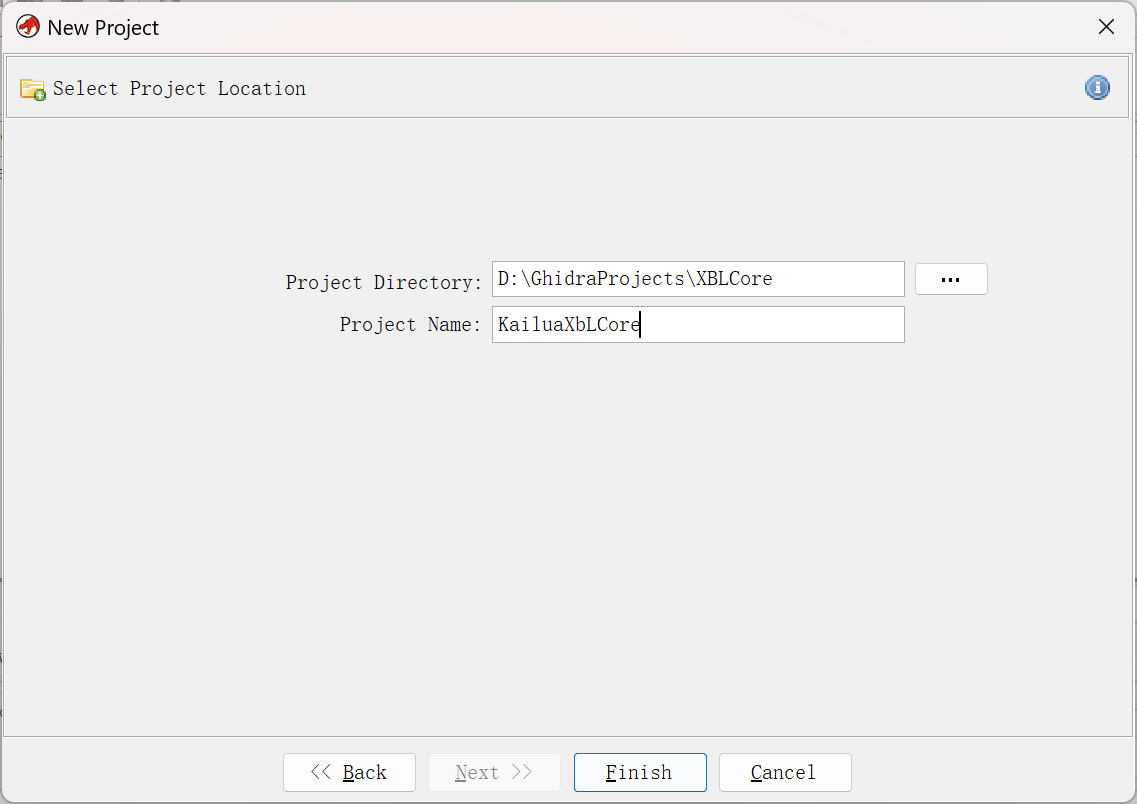 New Project
Select Project Location
Project Directory: D:\GhidraProjects\XBLCore ...
Project Name: KailuaXbLCore
<< Back Next >> Finish Cancel